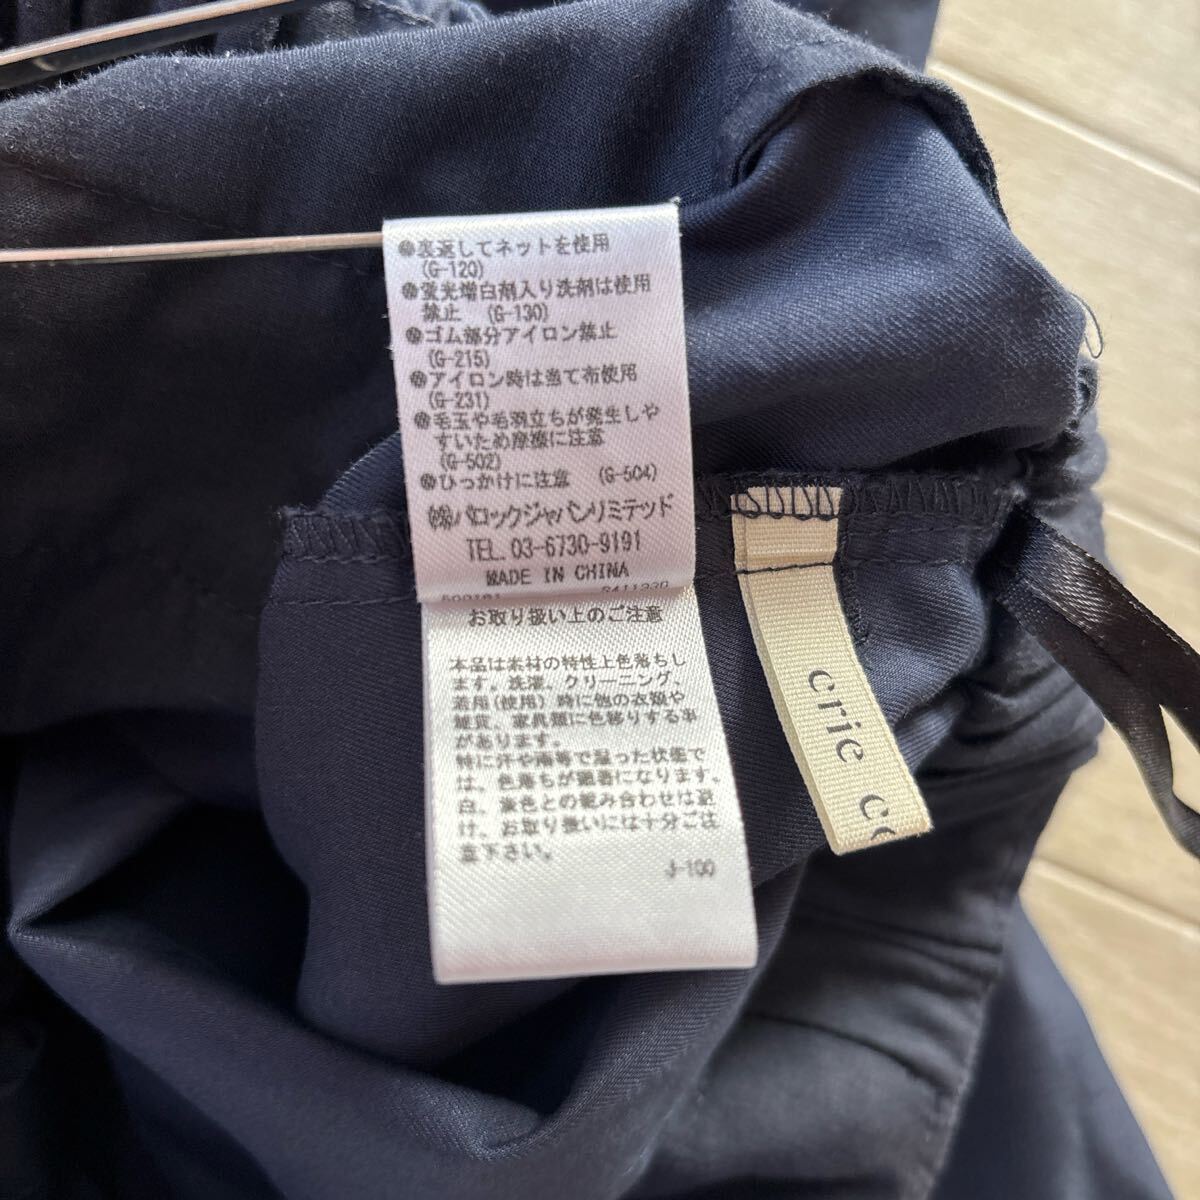 裏返してネットを使用
(G-120)
蛍光増白剤入り洗剤は使用
禁止 (G-130)
ゴム部分アイロン禁止
(G-215)
アイロン時は当て布使用
(G-231)
毛玉や毛羽立ちが発生しや
すいため摩擦に注意
(G-502)
ひっかけに注意 (G-504)
㈱バロックジャパンリミテッド
TEL. 03-6730-9191
MADE IN CHINA
お取り扱い上のご注意
本品は素材の特性上色落ちし
ます。洗濯、クリーニング、
着用(使用)時に他の衣類や
雑貨、家具類に色移りする事
があります。
特に汗や雨等で湿った状態で
は、色落ちが顕著になります。
白、淡色との組み合わせは避
け、お取り扱いには十分ご注
意下さい。
J-100
crie co